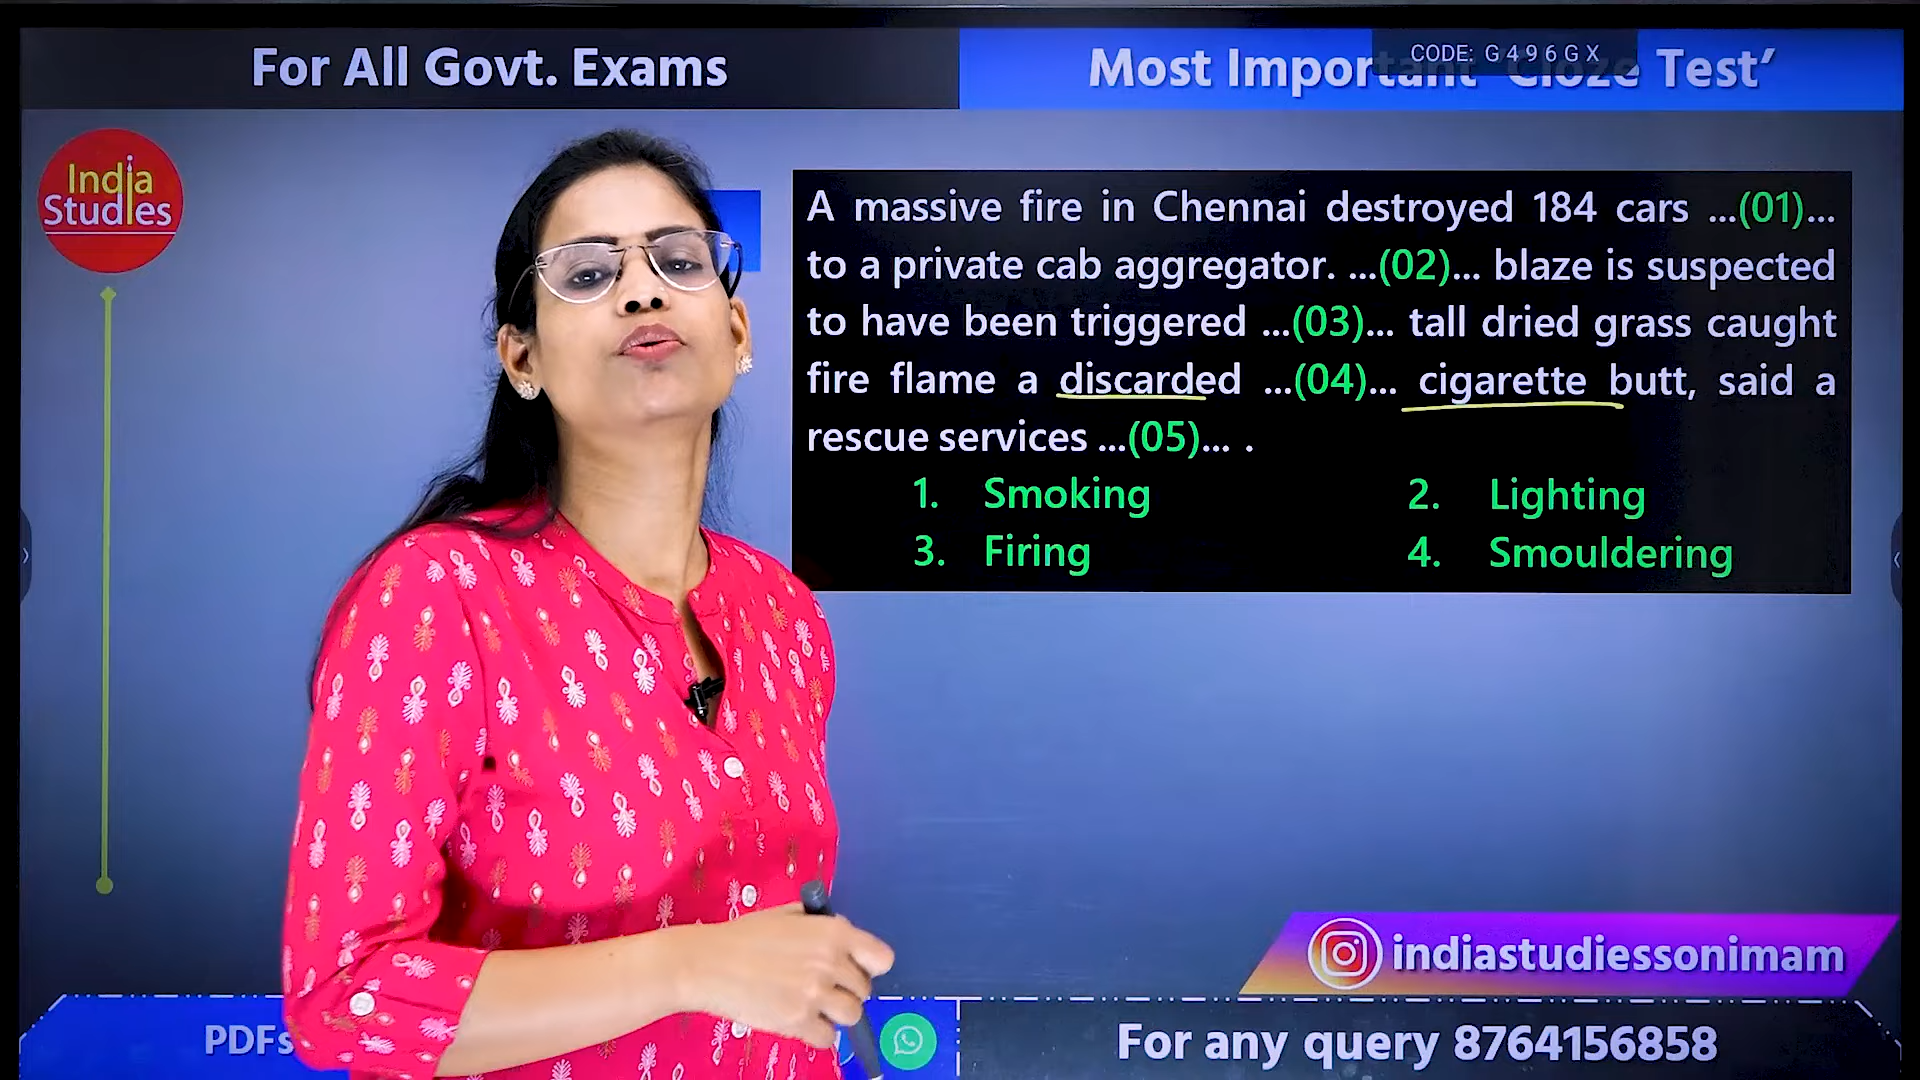 For All Govt. Exams
Most Important 'Cloze Test'
CODE: G496GX
India
Studies
A massive fire in Chennai destroyed 184 cars ...(01)...
to a private cab aggregator. ...(02)... blaze is suspected
to have been triggered ...(03)... tall dried grass caught
fire flame a discarded ...(04)... cigarette butt, said a
rescue services ...(05)... .
1. Smoking 2. Lighting
3. Firing 4. Smouldering
indiastudiessonimam
PDFs
For any query 8764156858